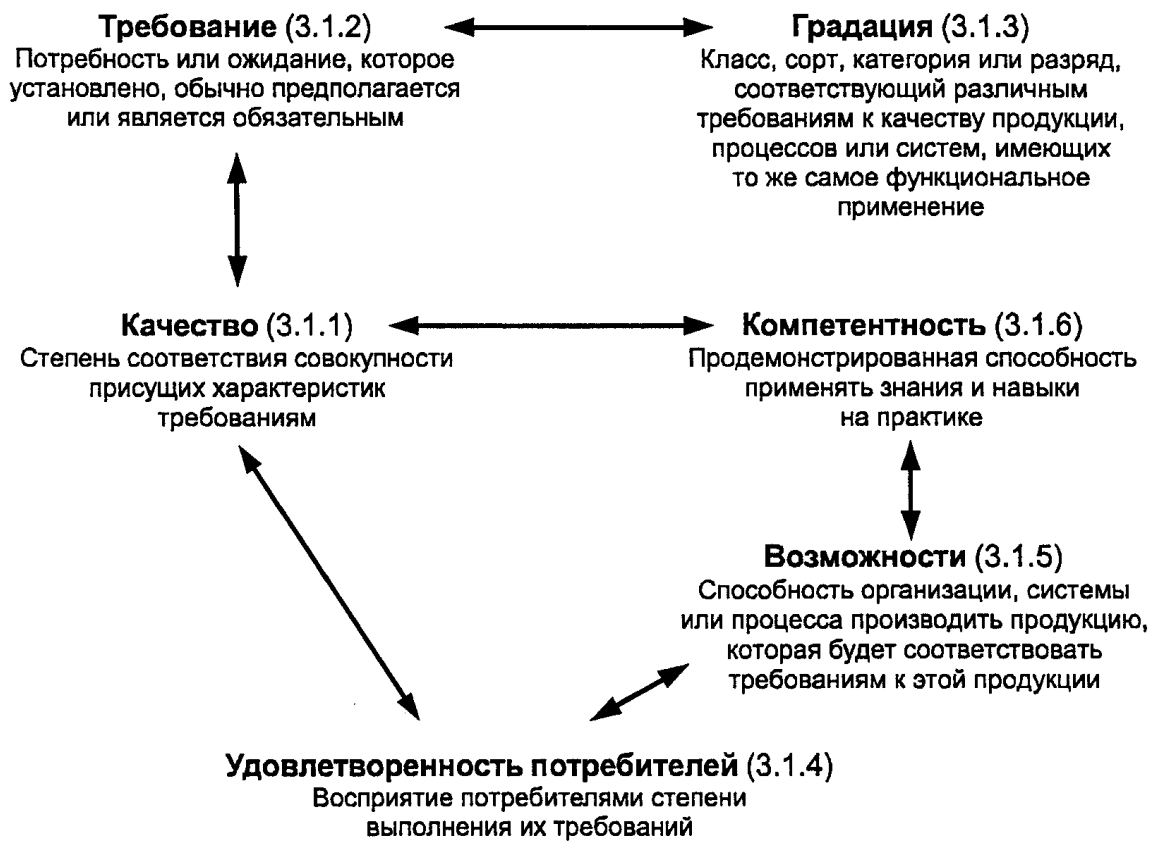 Требование (3.1.2)
Потребность или ожидание, которое
установлено, обычно предполагается
или является обязательным
Градация (3.1.3)
Класс, сорт, категория или разряд,
соответствующий различным
требованиям к качеству продукции,
процессов или систем, имеющих
то же самое функциональное
применение
Качество (3.1.1)
Степень соответствия совокупности
присущих характеристик
требованиям
Компетентность (3.1.6)
Продемонстрированная способность
применять знания и навыки
на практике
Возможности (3.1.5)
Способность организации, системы
или процесса производить продукцию,
которая будет соответствовать
требованиям к этой продукции
Удовлетворенность потребителей (3.1.4)
Восприятие потребителями степени
выполнения их требований